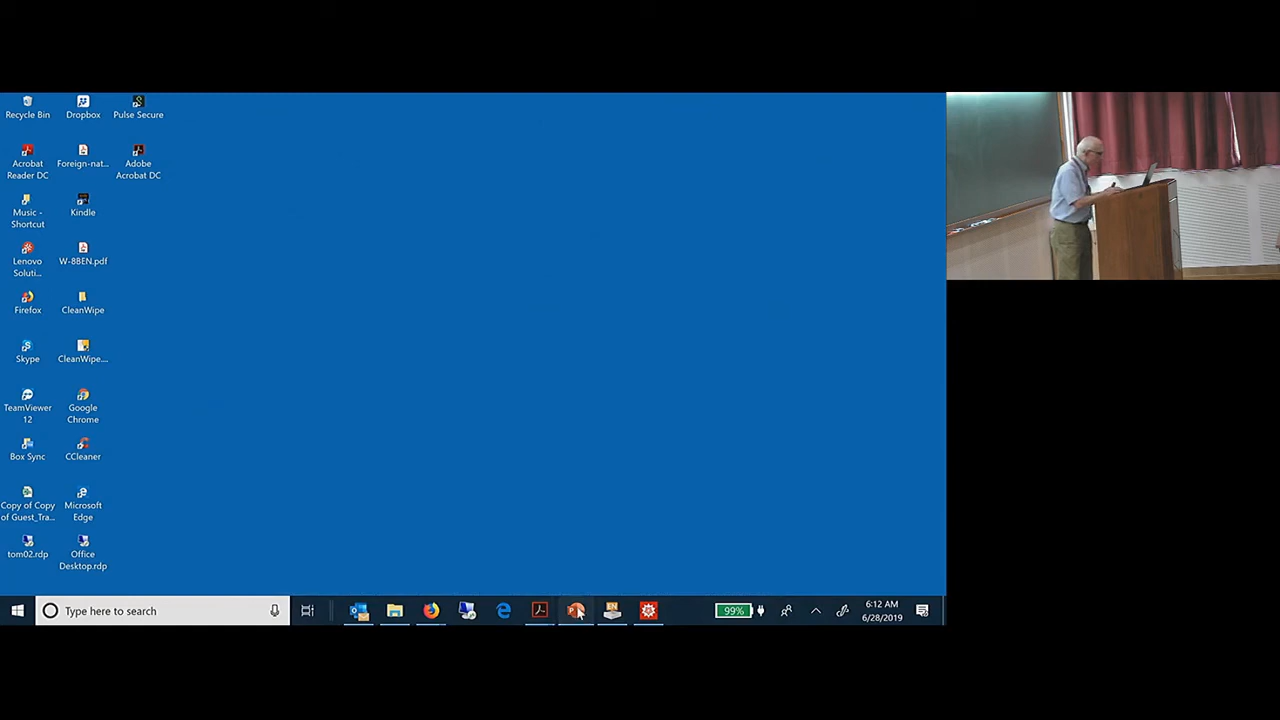 Recycle Bin
Dropbox
Pulse Secure
Acrobat
Reader DC
Foreign-nat...
Adobe
Acrobat DC
Music -
Shortcut
Kindle
Lenovo
Soluti...
W-8BEN.pdf
Firefox
CleanWipe
Skype
CleanWipe...
TeamViewer
12
Google
Chrome
Box Sync
CCleaner
Copy of Copy
of Guest_Tra...
Microsoft
Edge
tom02.rdp
Office
Desktop.rdp
Type here to search
EN
99%
6:12 AM
6/28/2019